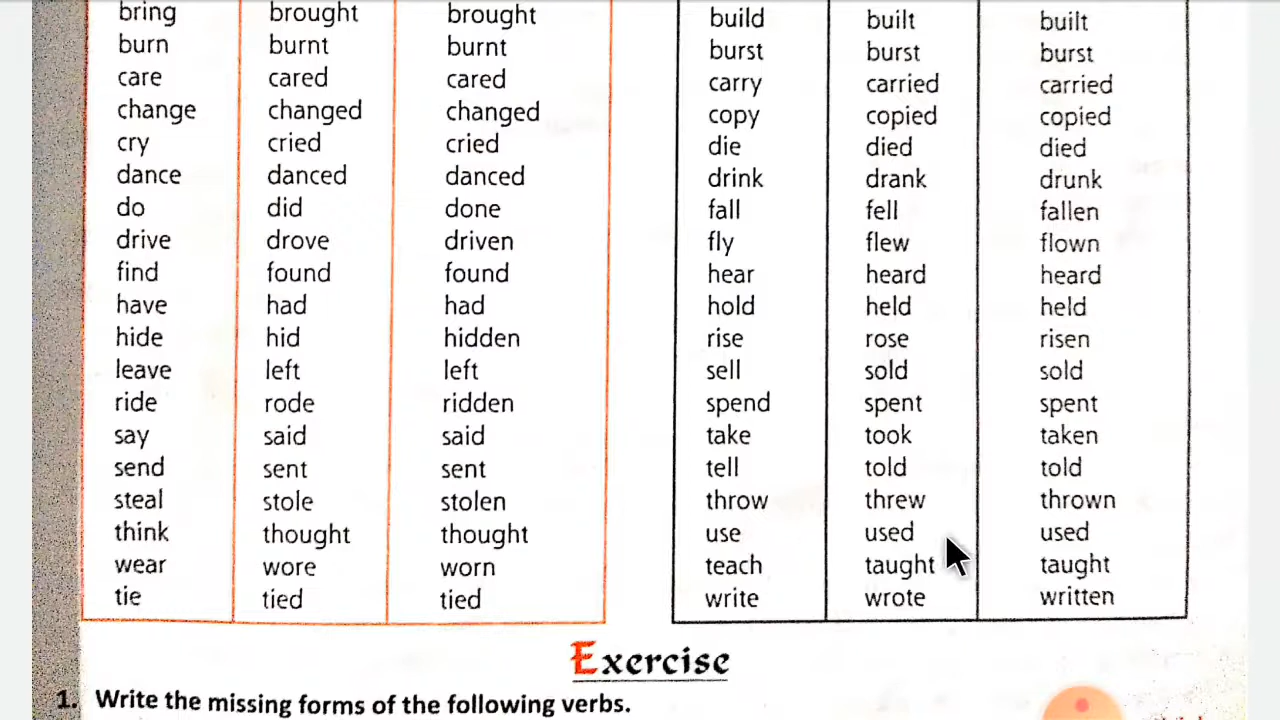 bring brought brought
burn burnt burnt
care cared cared
change changed changed
cry cried cried
dance danced danced
do did done
drive drove driven
find found found
have had had
hide hid hidden
leave left left
ride rode ridden
say said said
send sent sent
steal stole stolen
think thought thought
wear wore worn
tie tied tied
build built built
burst burst burst
carry carried carried
copy copied copied
die died died
drink drank drunk
fall fell fallen
fly flew flown
hear heard heard
hold held held
rise rose risen
sell sold sold
spend spent spent
take took taken
tell told told
throw threw thrown
use used used
teach taught taught
write wrote written
Exercise
1. Write the missing forms of the following verbs.